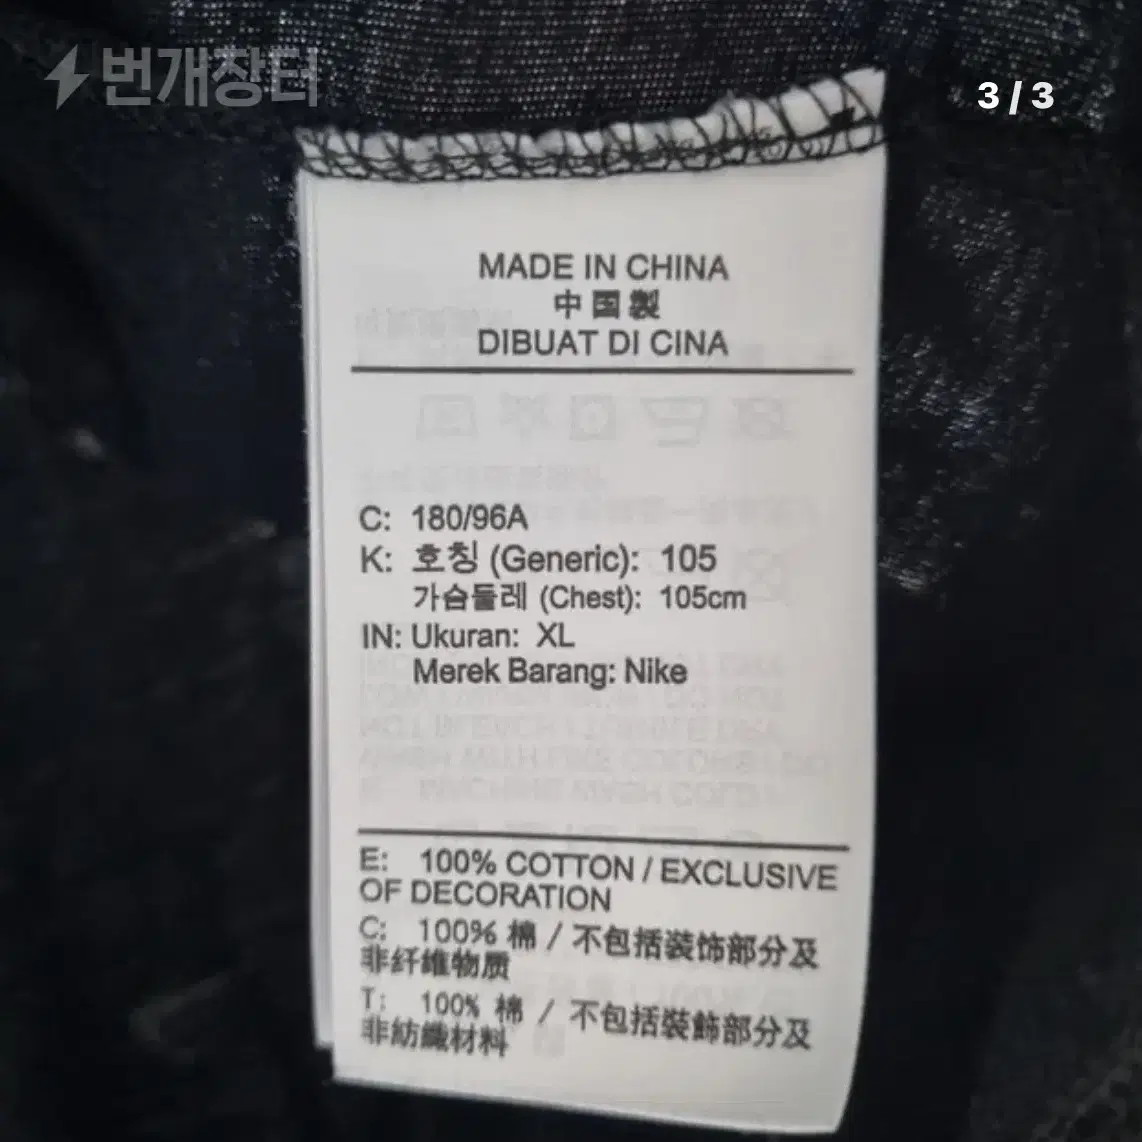 번개장터
3 / 3
MADE IN CHINA
中国製
DIBUAT DI CINA
C: 180/96A
K: 호칭 (Generic): 105
가슴둘레 (Chest): 105cm
IN: Ukuran: XL
Merek Barang: Nike
E: 100% COTTON / EXCLUSIVE
OF DECORATION
C: 100% 棉 / 不包括装饰部分及
非纤维物质
T: 100% 棉 / 不包括裝飾部分及
非紡織材料